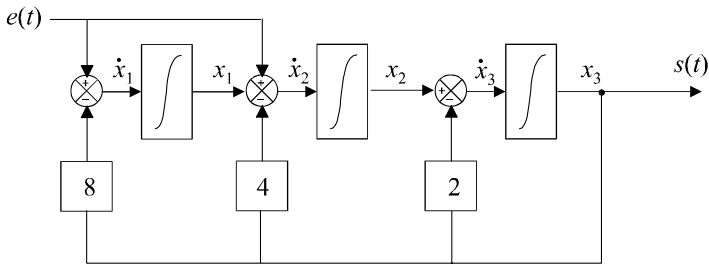 e(t)
ẋ₁ x₁ ẋ₂ x₂ ẋ₃ x₃ s(t)
+ + +
− − −
8 4 2